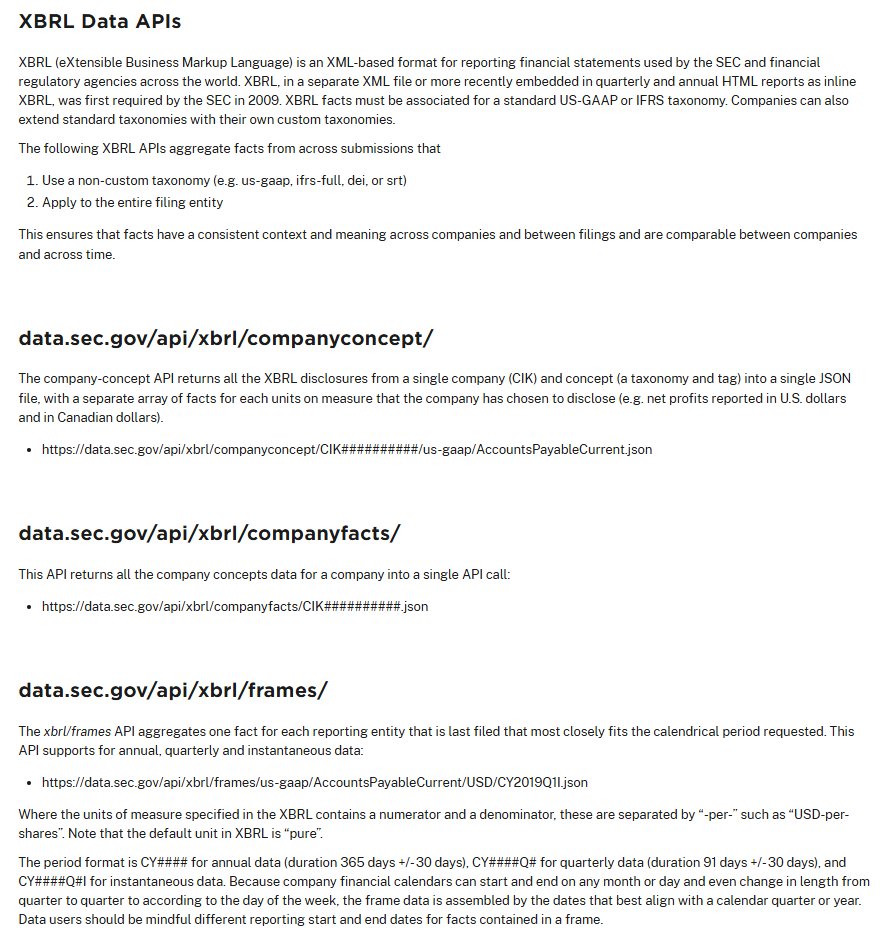 XBRL Data APIs
XBRL (eXtensible Business Markup Language) is an XML-based format for reporting financial statements used by the SEC and financial
regulatory agencies across the world. XBRL, in a separate XML file or more recently embedded in quarterly and annual HTML reports as inline
XBRL, was first required by the SEC in 2009. XBRL facts must be associated for a standard US-GAAP or IFRS taxonomy. Companies can also
extend standard taxonomies with their own custom taxonomies.
The following XBRL APIs aggregate facts from across submissions that
1. Use a non-custom taxonomy (e.g. us-gaap, ifrs-full, dei, or srt)
2. Apply to the entire filing entity
This ensures that facts have a consistent context and meaning across companies and between filings and are comparable between companies
and across time.
data.sec.gov/api/xbrl/companyconcept/
The company-concept API returns all the XBRL disclosures from a single company (CIK) and concept (a taxonomy and tag) into a single JSON
file, with a separate array of facts for each units on measure that the company has chosen to disclose (e.g. net profits reported in U.S. dollars
and in Canadian dollars).
• https://data.sec.gov/api/xbrl/companyconcept/CIK##########/us-gaap/AccountsPayableCurrent.json
data.sec.gov/api/xbrl/companyfacts/
This API returns all the company concepts data for a company into a single API call:
• https://data.sec.gov/api/xbrl/companyfacts/CIK##########.json
data.sec.gov/api/xbrl/frames/
The xbrl/frames API aggregates one fact for each reporting entity that is last filed that most closely fits the calendrical period requested. This
API supports for annual, quarterly and instantaneous data:
• https://data.sec.gov/api/xbrl/frames/us-gaap/AccountsPayableCurrent/USD/CY2019Q1I.json
Where the units of measure specified in the XBRL contains a numerator and a denominator, these are separated by “-per-” such as “USD-per-
shares”. Note that the default unit in XBRL is “pure”.
The period format is CY#### for annual data (duration 365 days +/-30 days), CY####Q# for quarterly data (duration 91 days +/-30 days), and
CY####Q#I for instantaneous data. Because company financial calendars can start and end on any month or day and even change in length from
quarter to quarter to according to the day of the week, the frame data is assembled by the dates that best align with a calendar quarter or year.
Data users should be mindful different reporting start and end dates for facts contained in a frame.